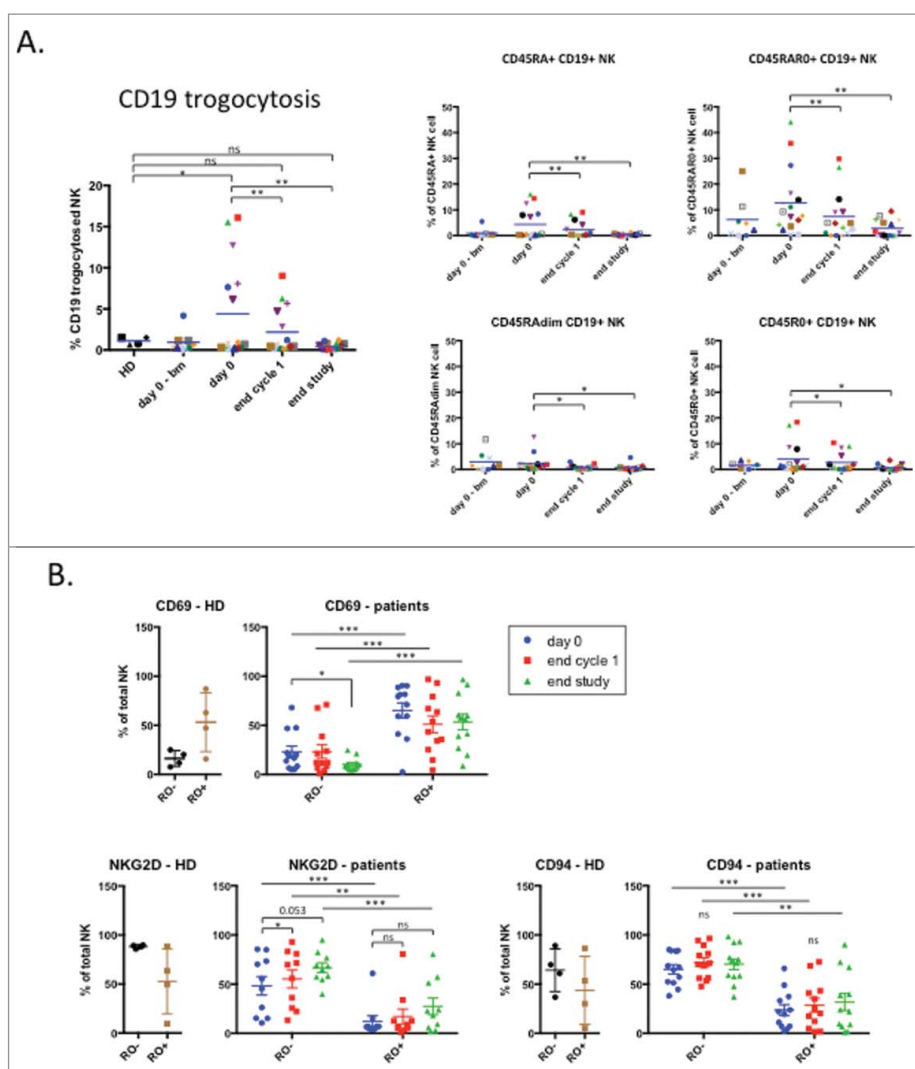 A.
CD19 trogocytosis
% CD19 trogocytosed NK
ns
ns
*
**
**
20
15
10
5
0
HD
day 0 - bm
day 0
end cycle 1
end study
CD45RA+ CD19+ NK
% of CD45RA+ NK cell
**
**
50
40
30
20
10
0
day 0 - bm
day 0
end cycle 1
end study
CD45RAR0+ CD19+ NK
% of CD45RAR0+ NK cell
**
**
50
40
30
20
10
0
day 0 - bm
day 0
end cycle 1
end study
CD45RAdim CD19+ NK
% of CD45RAdim NK cell
*
*
50
40
30
20
10
0
day 0 - bm
day 0
end cycle 1
end study
CD45R0+ CD19+ NK
% of CD45R0+ NK cell
*
*
50
40
30
20
10
0
day 0 - bm
day 0
end cycle 1
end study
B.
CD69 - HD
% of total NK
150
100
50
0
RO-
RO+
CD69 - patients
***
***
***
*
150
100
50
0
RO-
RO+
day 0
end cycle 1
end study
NKG2D - HD
% of total NK
150
100
50
0
RO-
RO+
NKG2D - patients
***
**
***
0.053
*
ns
ns
150
100
50
0
RO-
RO+
CD94 - HD
% of total NK
150
100
50
0
RO-
RO+
CD94 - patients
***
***
**
ns
ns
150
100
50
0
RO-
RO+